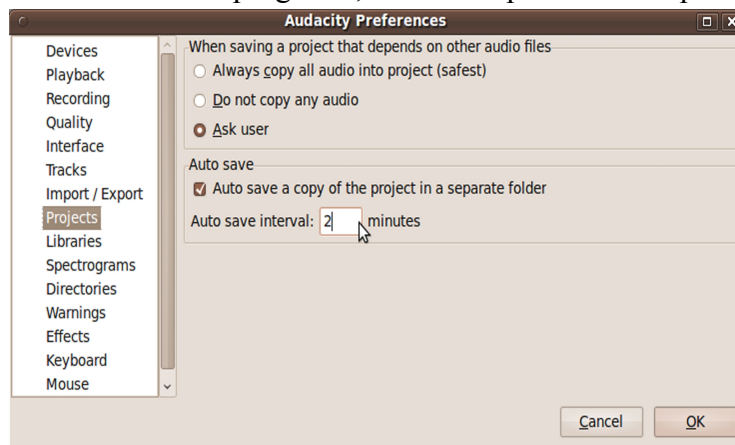 Audacity Preferences
Devices
Playback
Recording
Quality
Interface
Tracks
Import / Export
Projects
Libraries
Spectrograms
Directories
Warnings
Effects
Keyboard
Mouse
When saving a project that depends on other audio files
Always copy all audio into project (safest)
Do not copy any audio
Ask user
Auto save
Auto save a copy of the project in a separate folder
Auto save interval: 2 minutes
Cancel
OK